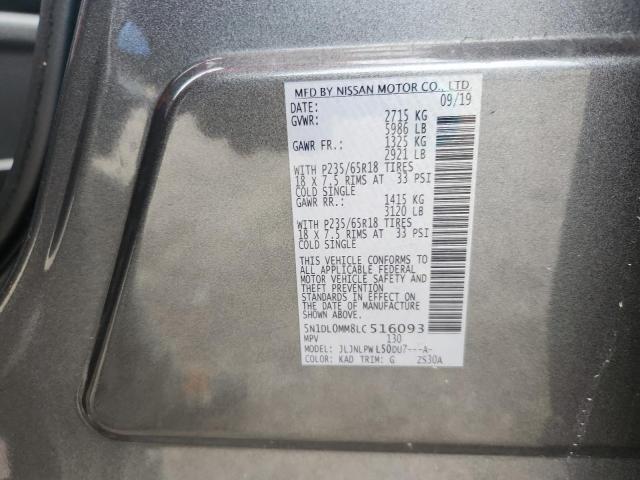 MFD BY NISSAN MOTOR CO., LTD
DATE: 09/19
GVWR: 2715 KG
5986 LB
GAWR FR.: 1325 KG
2921 LB
WITH P235/65R18 TIRES
18 X 7.5 RIMS AT 33 PSI
COLD SINGLE
GAWR RR.: 1415 KG
3120 LB
WITH P235/65R18 TIRES
18 X 7.5 RIMS AT 33 PSI
COLD SINGLE
THIS VEHICLE CONFORMS TO
ALL APPLICABLE FEDERAL
MOTOR VEHICLE SAFETY AND
THEFT PREVENTION
STANDARDS IN EFFECT ON
THE DATE OF MANUFACTURE
SHOWN ABOVE.
5N1DL0MM8LC516093
MPV 130
MODEL: JLJNLPWL50DU7---A-
COLOR: KAD TRIM: G 2S30A